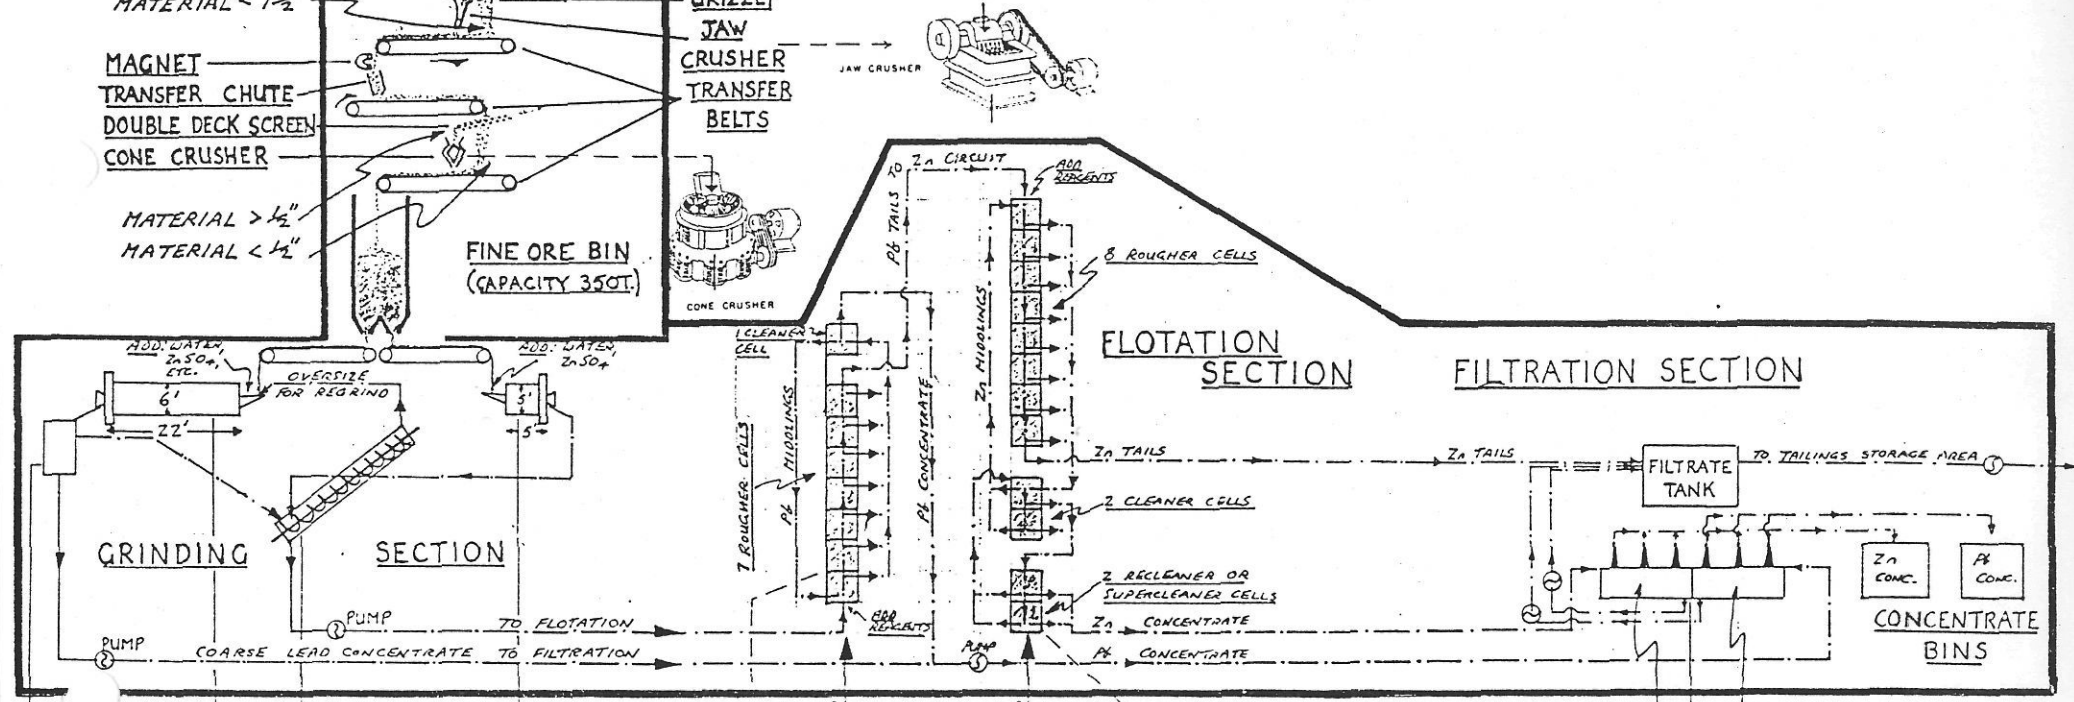 MATERIAL < 1½"
GRIZZLY
JAW
CRUSHER
TRANSFER
BELTS
MAGNET
TRANSFER CHUTE
DOUBLE DECK SCREEN
CONE CRUSHER
MATERIAL > ½"
MATERIAL < ½"
JAW CRUSHER
CONE CRUSHER
FINE ORE BIN
(CAPACITY 350T.)
ADD: WATER,
ZnSO4,
ETC.
OVERSIZE
FOR REGRIND
ADD: WATER,
ZnSO4
6'
22'
5'
5'
GRINDING SECTION
PUMP
TO FLOTATION
PUMP
COARSE LEAD CONCENTRATE TO FILTRATION
1 CLEANER
CELL
7 ROUGHER CELLS
Pb MIDDLINGS
ADD
REAGENTS
Pb TAILS TO
Zn CIRCUIT
Pb CONCENTRATE
Zn MIDDLINGS
ADD
REAGENTS
8 ROUGHER CELLS
FLOTATION
SECTION
Zn TAILS
2 CLEANER CELLS
2 RECLEANER OR
SUPERCLEANER CELLS
Zn CONCENTRATE
PUMP
Pb CONCENTRATE
FILTRATION SECTION
Zn TAILS
FILTRATE
TANK
TO TAILINGS STORAGE AREA
Zn
CONC.
Pb
CONC.
CONCENTRATE
BINS